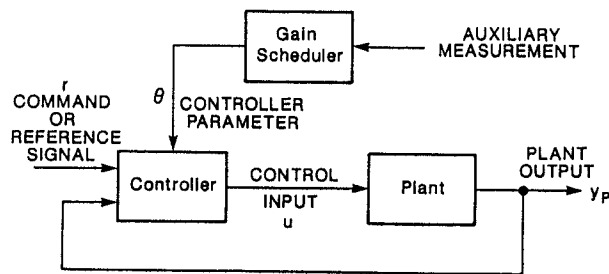 Gain
Scheduler
AUXILIARY
MEASUREMENT
r
COMMAND
OR
REFERENCE
SIGNAL
θ
CONTROLLER
PARAMETER
Controller
CONTROL
INPUT
u
Plant
PLANT
OUTPUT
yP